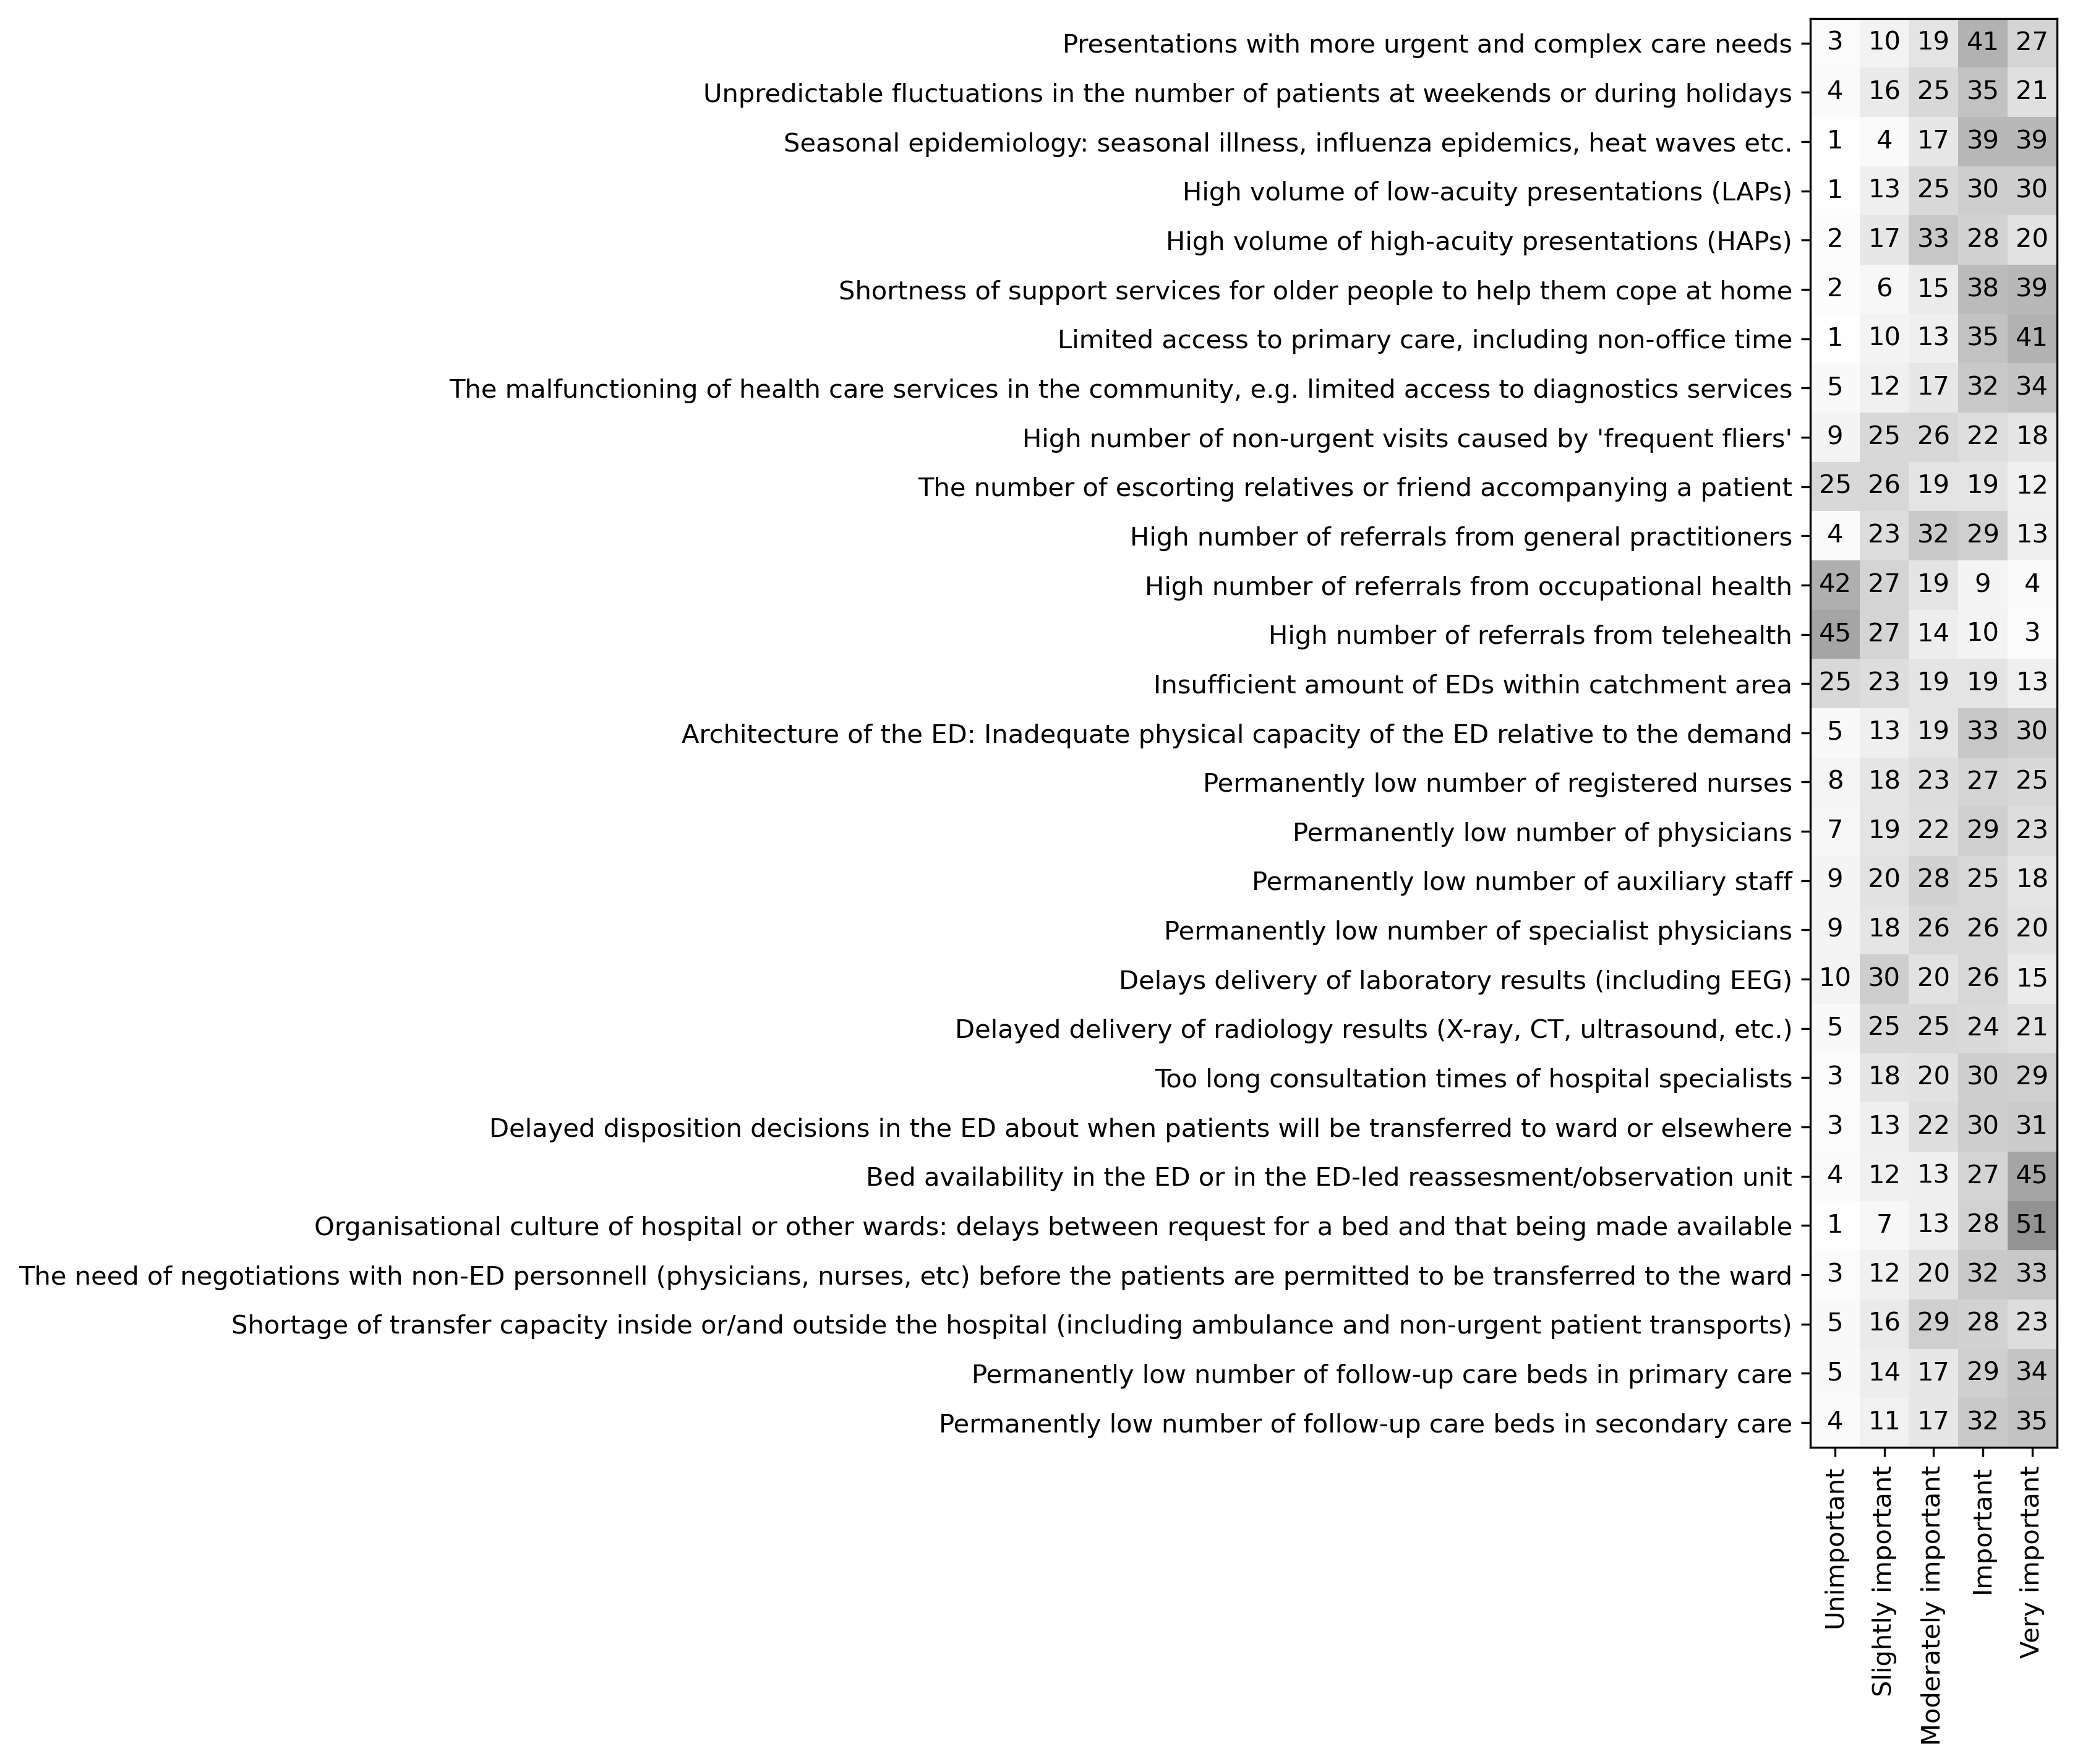 Presentations with more urgent and complex care needs 3 10 19 41 27
Unpredictable fluctuations in the number of patients at weekends or during holidays 4 16 25 35 21
Seasonal epidemiology: seasonal illness, influenza epidemics, heat waves etc. 1 4 17 39 39
High volume of low-acuity presentations (LAPs) 1 13 25 30 30
High volume of high-acuity presentations (HAPs) 2 17 33 28 20
Shortness of support services for older people to help them cope at home 2 6 15 38 39
Limited access to primary care, including non-office time 1 10 13 35 41
The malfunctioning of health care services in the community, e.g. limited access to diagnostics services 5 12 17 32 34
High number of non-urgent visits caused by 'frequent fliers' 9 25 26 22 18
The number of escorting relatives or friend accompanying a patient 25 26 19 19 12
High number of referrals from general practitioners 4 23 32 29 13
High number of referrals from occupational health 42 27 19 9 4
High number of referrals from telehealth 45 27 14 10 3
Insufficient amount of EDs within catchment area 25 23 19 19 13
Architecture of the ED: Inadequate physical capacity of the ED relative to the demand 5 13 19 33 30
Permanently low number of registered nurses 8 18 23 27 25
Permanently low number of physicians 7 19 22 29 23
Permanently low number of auxiliary staff 9 20 28 25 18
Permanently low number of specialist physicians 9 18 26 26 20
Delays delivery of laboratory results (including EEG) 10 30 20 26 15
Delayed delivery of radiology results (X-ray, CT, ultrasound, etc.) 5 25 25 24 21
Too long consultation times of hospital specialists 3 18 20 30 29
Delayed disposition decisions in the ED about when patients will be transferred to ward or elsewhere 3 13 22 30 31
Bed availability in the ED or in the ED-led reassesment/observation unit 4 12 13 27 45
Organisational culture of hospital or other wards: delays between request for a bed and that being made available 1 7 13 28 51
The need of negotiations with non-ED personnell (physicians, nurses, etc) before the patients are permitted to be transferred to the ward 3 12 20 32 33
Shortage of transfer capacity inside or/and outside the hospital (including ambulance and non-urgent patient transports) 5 16 29 28 23
Permanently low number of follow-up care beds in primary care 5 14 17 29 34
Permanently low number of follow-up care beds in secondary care 4 11 17 32 35
Unimportant
Slightly important
Moderately important
Important
Very important